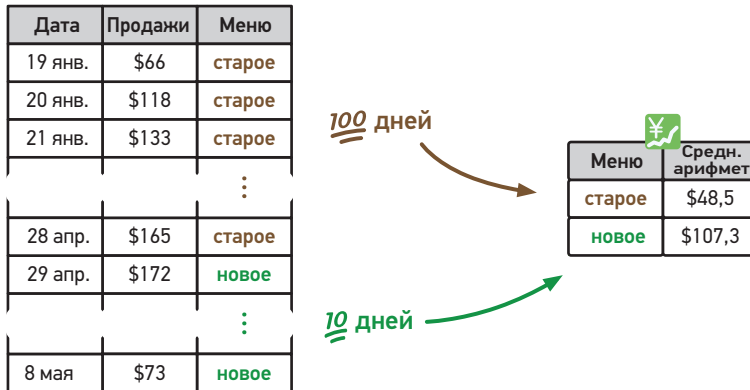 Дата Продажи Меню
19 янв. $66 старое
20 янв. $118 старое
21 янв. $133 старое
⋮
28 апр. $165 старое
29 апр. $172 новое
⋮
8 мая $73 новое
100 дней
10 дней
¥
Меню Средн. арифмет
старое $48,5
новое $107,3